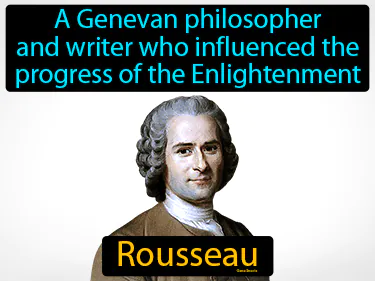 A Genevan philosopher
and writer who influenced the
progress of the Enlightenment
Rousseau